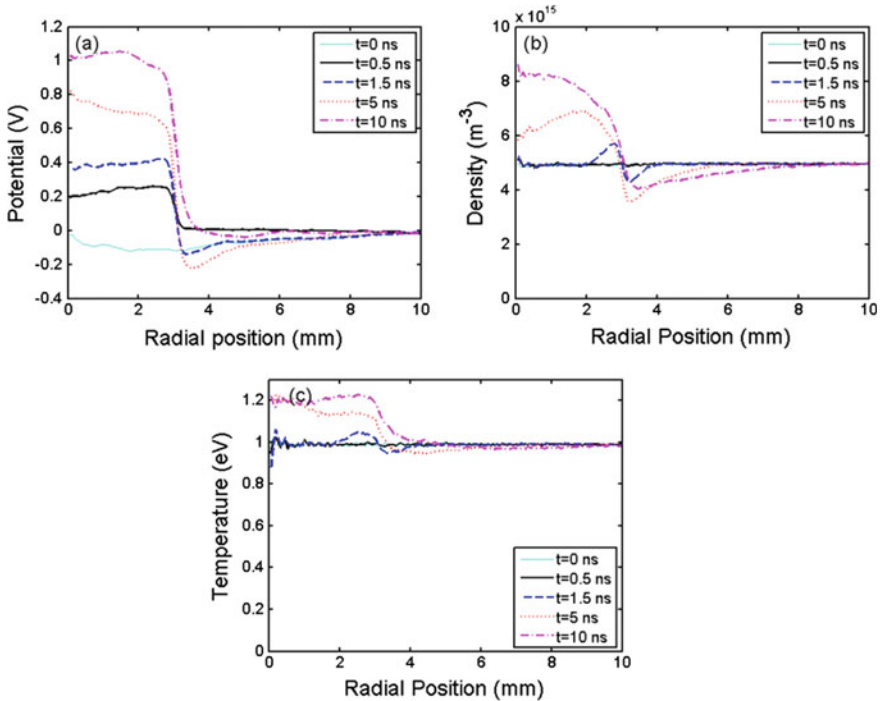 (a)
Potential (V)
1.2
1
0.8
0.6
0.4
0.2
0
-0.2
-0.4
0 2 4 6 8 10
Radial position (mm)
t=0 ns
t=0.5 ns
t=1.5 ns
t=5 ns
t=10 ns
x 10^15
(b)
Density (m^-3)
10
8
6
4
2
0
0 2 4 6 8 10
Radial Position (mm)
t=0 ns
t=0.5 ns
t=1.5 ns
t=5 ns
t=10 ns
(c)
Temperature (eV)
1.2
1
0.8
0.6
0.4
0.2
0
0 2 4 6 8 10
Radial Position (mm)
t=0 ns
t=0.5 ns
t=1.5 ns
t=5 ns
t=10 ns